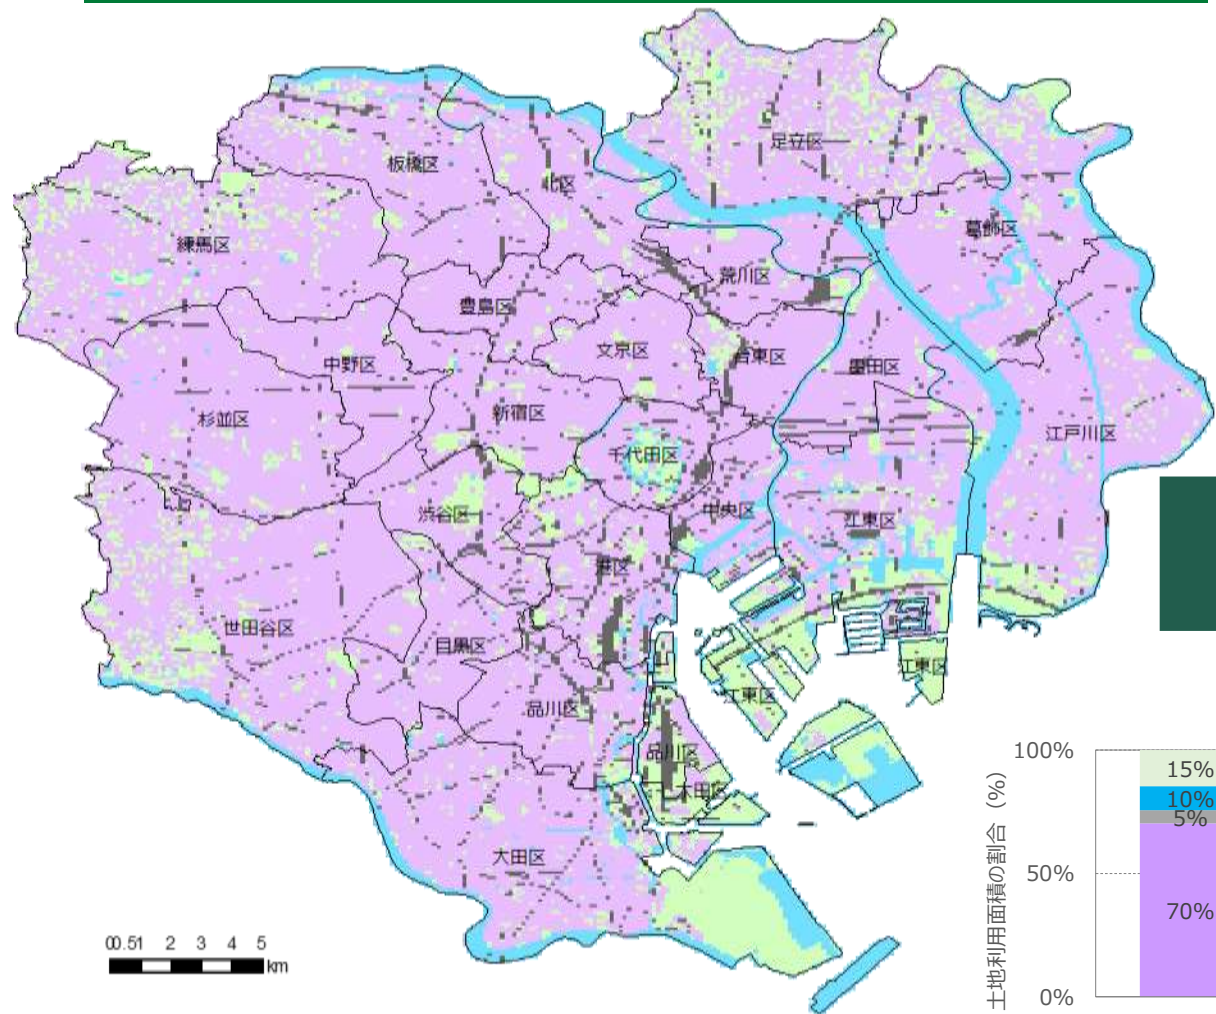 足立区
板橋区
北区
葛飾区
練馬区
荒川区
豊島区
文京区
台東区
中野区
墨田区
杉並区
新宿区
江戸川区
千代田区
渋谷区
中央区
江東区
港区
世田谷区
目黒区
江東区
江東区
品川区
品川区
大田区
大田区
00.51 2 3 4 5
km
土地利用面積の割合 (%)
100%
50%
0%
15%
10%
5%
70%